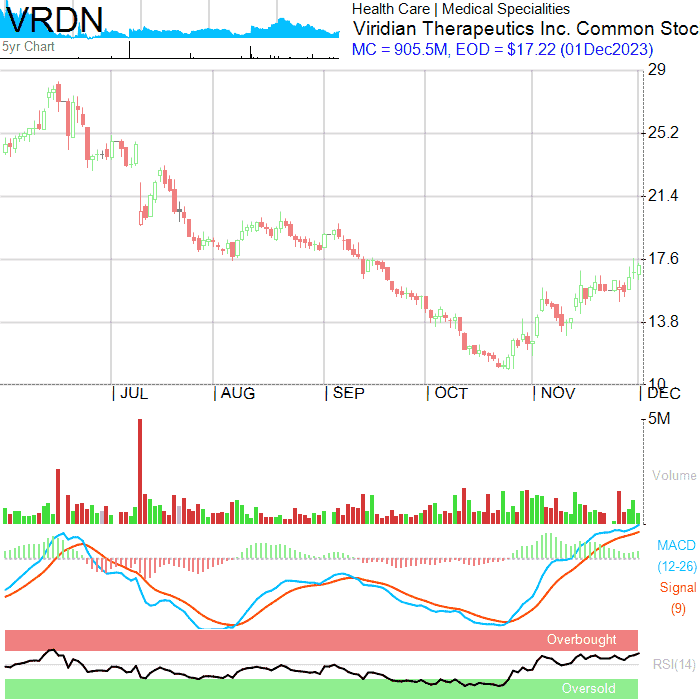 VRDN
5yr Chart
Health Care | Medical Specialities
Viridian Therapeutics Inc. Common Stoc
MC = 905.5M, EOD = $17.22 (01Dec2023)
29
25.2
21.4
17.6
13.8
10
JUL AUG SEP OCT NOV DEC
5M
Volume
MACD
(12-26)
Signal
(9)
Overbought
RSI(14)
Oversold